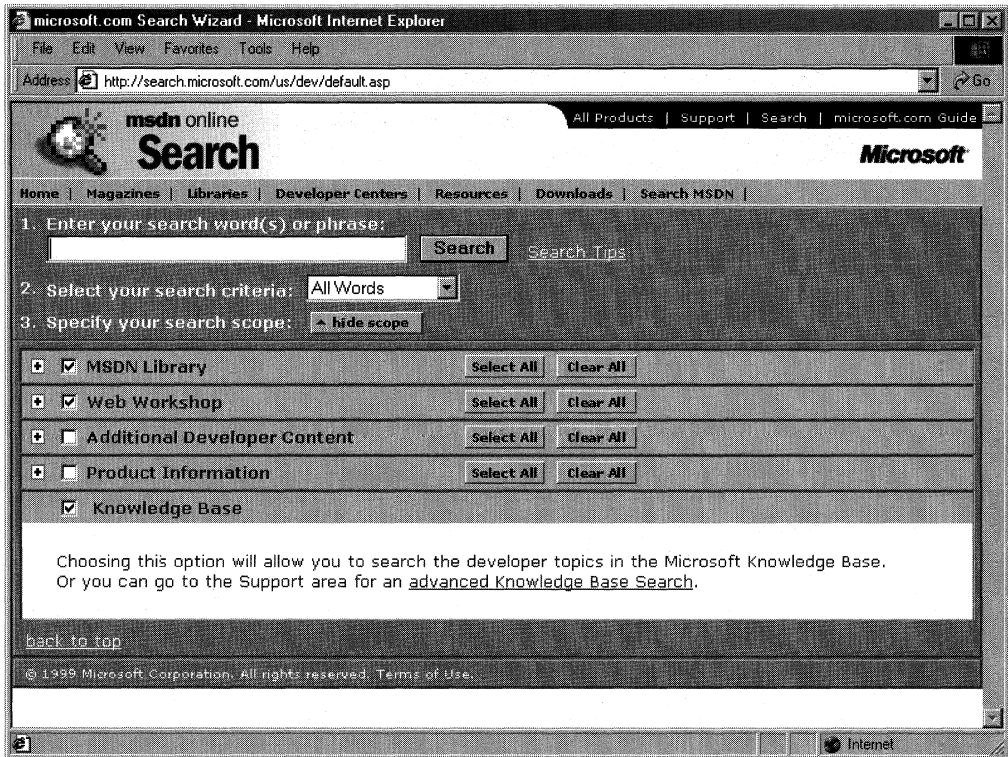 microsoft.com Search Wizard - Microsoft Internet Explorer
File Edit View Favorites Tools Help
Address http://search.microsoft.com/us/dev/default.asp Go
All Products | Support | Search | microsoft.com Guide
msdn online
Search
Microsoft
Home | Magazines | Libraries | Developer Centers | Resources | Downloads | Search MSDN |
1. Enter your search word(s) or phrase:
Search Search Tips
2. Select your search criteria: All Words
3. Specify your search scope: hide scope
MSDN Library Select All Clear All
Web Workshop Select All Clear All
Additional Developer Content Select All Clear All
Product Information Select All Clear All
Knowledge Base
Choosing this option will allow you to search the developer topics in the Microsoft Knowledge Base.
Or you can go to the Support area for an advanced Knowledge Base Search.
back to top
© 1999 Microsoft Corporation. All rights reserved. Terms of Use.
Internet